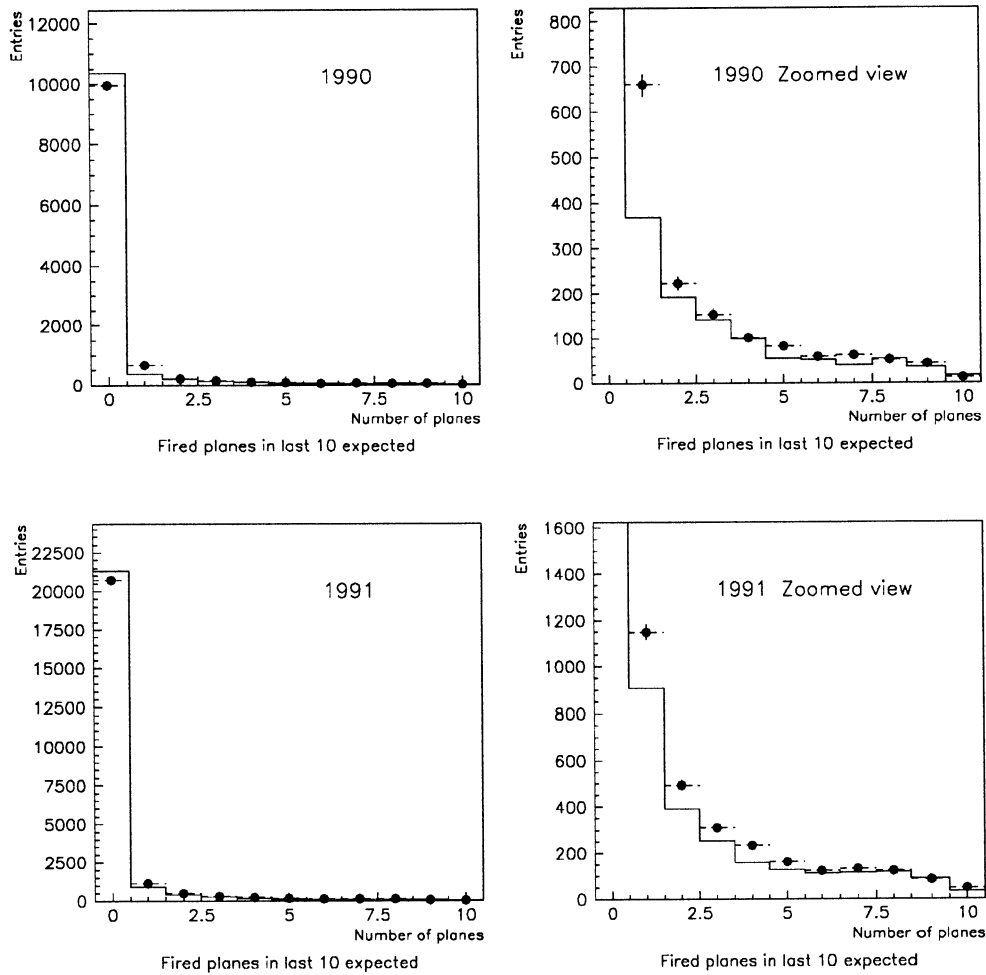 Entries
12000
10000
8000
6000
4000
2000
0
1990
0 2.5 5 7.5 10
Number of planes
Fired planes in last 10 expected
Entries
800
700
600
500
400
300
200
100
0
1990 Zoomed view
0 2.5 5 7.5 10
Number of planes
Fired planes in last 10 expected
Entries
22500
20000
17500
15000
12500
10000
7500
5000
2500
0
1991
0 2.5 5 7.5 10
Number of planes
Fired planes in last 10 expected
Entries
1600
1400
1200
1000
800
600
400
200
0
1991 Zoomed view
0 2.5 5 7.5 10
Number of planes
Fired planes in last 10 expected